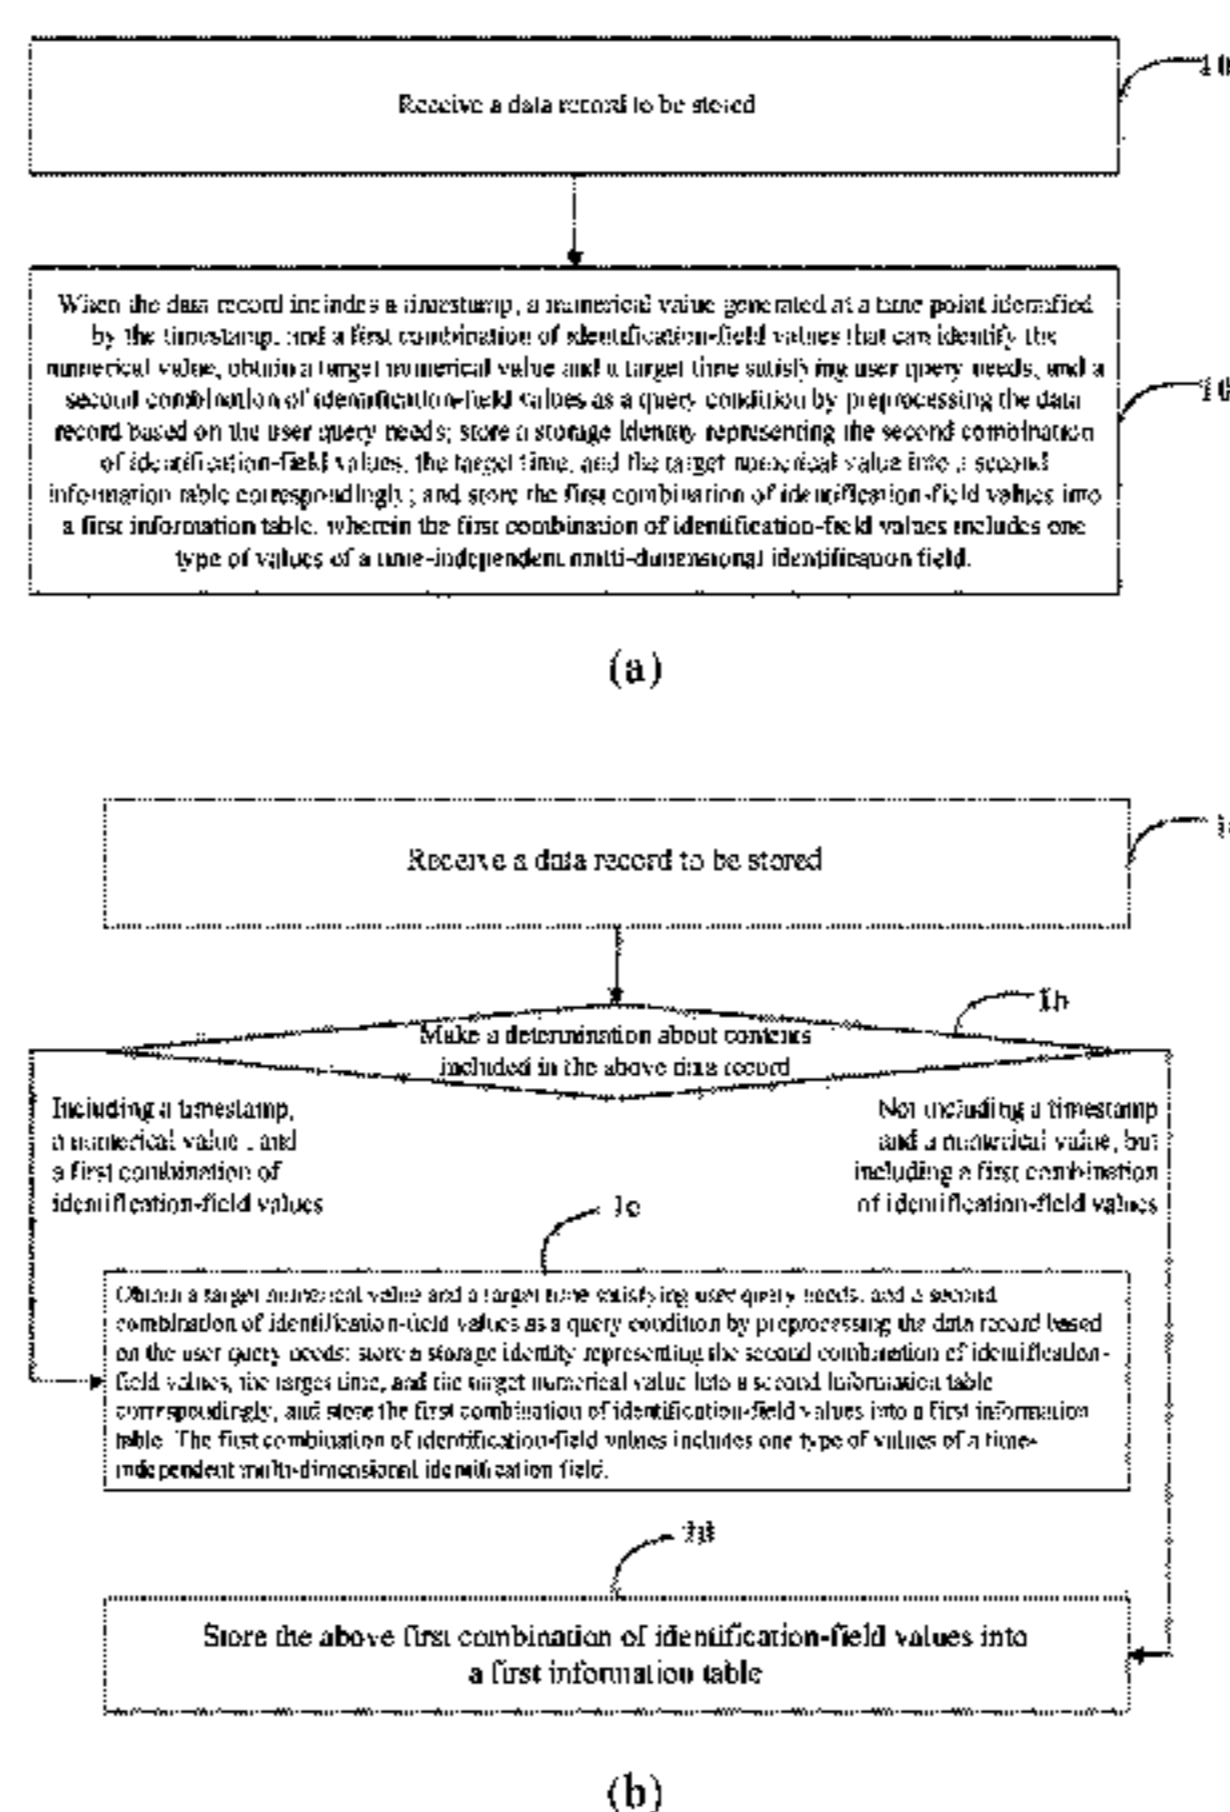 Receive a data record to be stored
10
When the data record includes a timestamp, a numerical value generated at a time point identified
by the timestamp, and a first combination of identification-field values that can identify the
numerical value, obtain a target numerical value and a target time satisfying user query needs, and a
second combination of identification-field values as a query condition by preprocessing the data
record based on the user query needs; store a storage identity representing the second combination
of identification-field values, the target time, and the target numerical value into a second
information table correspondingly; and store the first combination of identification-field values into
a first information table, wherein the first combination of identification-field values includes one
type of values of a time-independent multi-dimensional identification field.
10
(a)
Receive a data record to be stored
Make a determination about contents
included in the above data record
1b
Including a timestamp,
a numerical value, and
a first combination of
identification-field values
Not including a timestamp
and a numerical value, but
including a first combination
of identification-field values
1c
Obtain a target numerical value and a target time satisfying user query needs, and a second
combination of identification-field values as a query condition by preprocessing the data record based
on the user query needs; store a storage identity representing the second combination of identification-
field values, the target time, and the target numerical value into a second information table
correspondingly, and store the first combination of identification-field values into a first information
table. The first combination of identification-field values includes one type of values of a time-
independent multi-dimensional identification field.
Store the above first combination of identification-field values into
a first information table
(b)